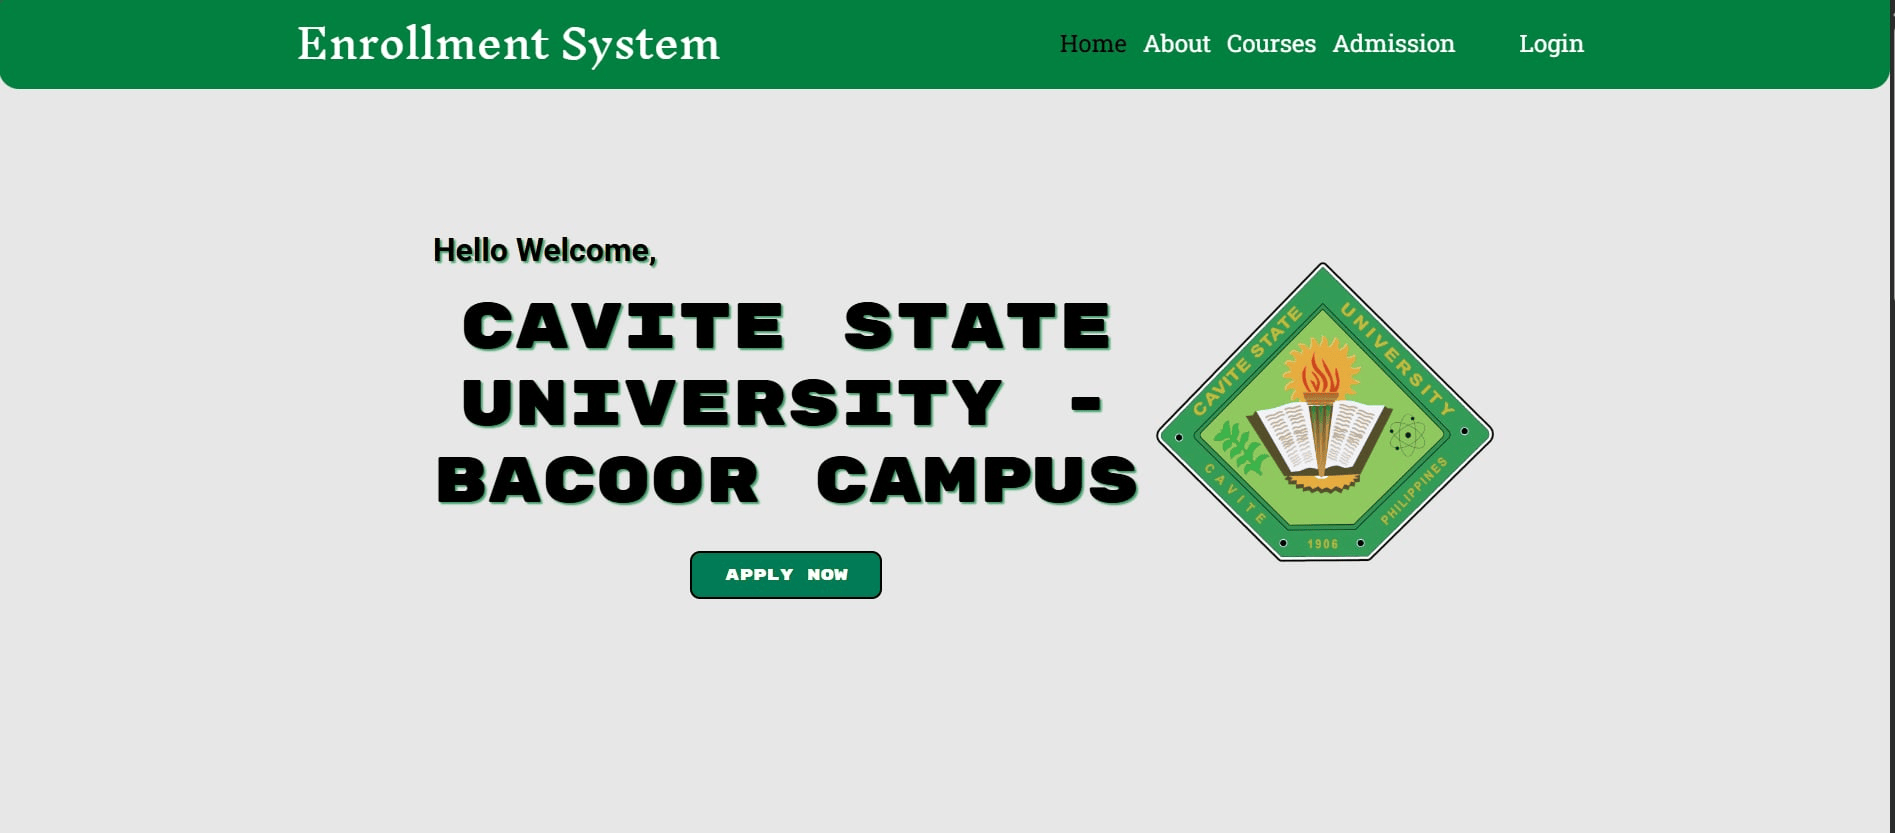 Enrollment System
Home About Courses Admission Login
Hello Welcome,
CAVITE STATE
UNIVERSITY -
BACOOR CAMPUS
APPLY NOW
CAVITE STATE UNIVERSITY
CAVITE
1906
PHILIPPINES